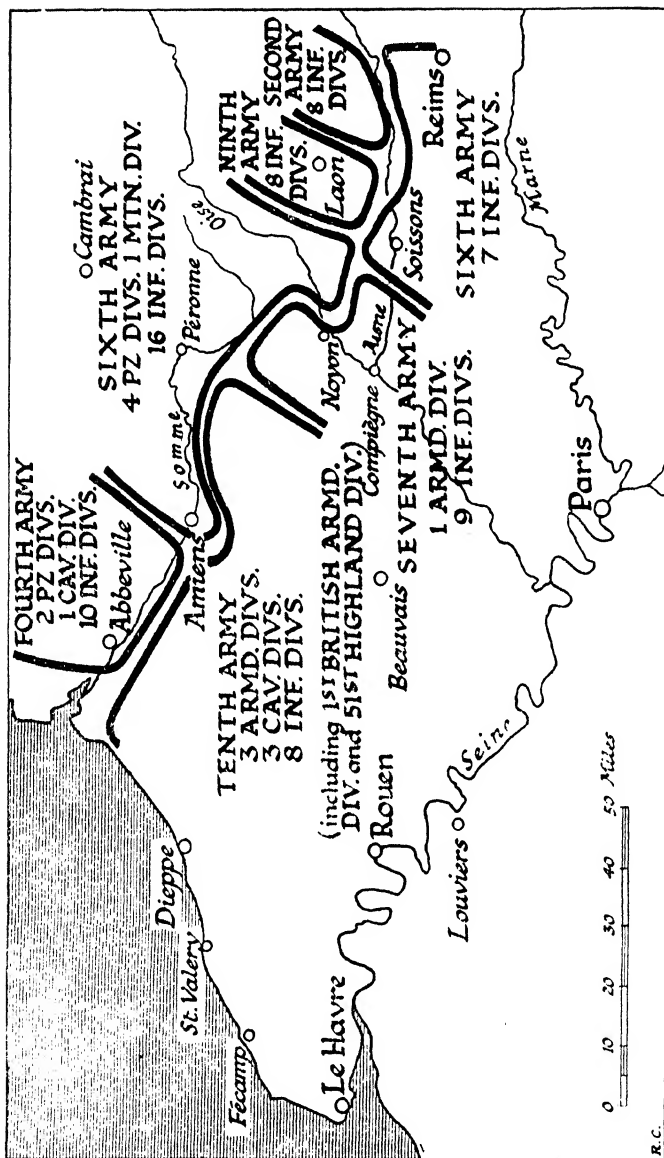 FOURTH ARMY
2 PZ DIVS.
1 CAV. DIV.
10 INF. DIVS.
Abbeville
Cambrai
SIXTH ARMY
4 PZ DIVS. 1 MTN. DIV.
16 INF. DIVS.
Péronne
Somme
Oise
NINTH
ARMY
8 INF.
DIVS.
Laon
SECOND
ARMY
8 INF.
DIVS.
Amiens
TENTH ARMY
3 ARMD. DIVS.
3 CAV. DIVS.
8 INF. DIVS.
(including 1ST BRITISH ARMD.
DIV. and 51ST HIGHLAND DIV.)
Noyon
Compiègne
Aisne
Soissons
Reims
SEVENTH ARMY
1 ARMD. DIV.
9 INF. DIVS.
SIXTH ARMY
7 INF. DIVS.
Marne
Dieppe
St. Valery
Fécamp
Le Havre
Rouen
Beauvais
Louviers
Seine
Paris
0 10 20 30 40 50 Miles
R.C.